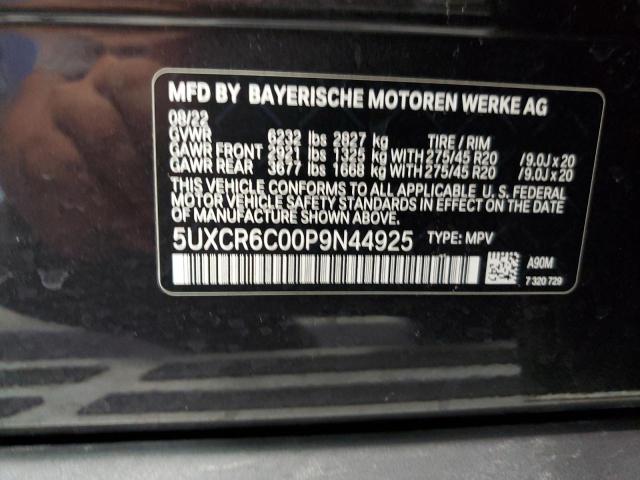 MFD BY BAYERISCHE MOTOREN WERKE AG
08/22
GVWR 6232 lbs 2827 kg TIRE / RIM
GAWR FRONT 2921 lbs 1325 kg WITH 275/45 R20 /9.0J x 20
GAWR REAR 3677 lbs 1668 kg WITH 275/45 R20 /9.0J x 20
THIS VEHICLE CONFORMS TO ALL APPLICABLE U.S. FEDERAL
MOTOR VEHICLE SAFETY STANDARDS IN EFFECT ON THE
DATE OF MANUFACTURE SHOWN ABOVE.
5UXCR6C00P9N44925 TYPE: MPV
A90M
7 320 729